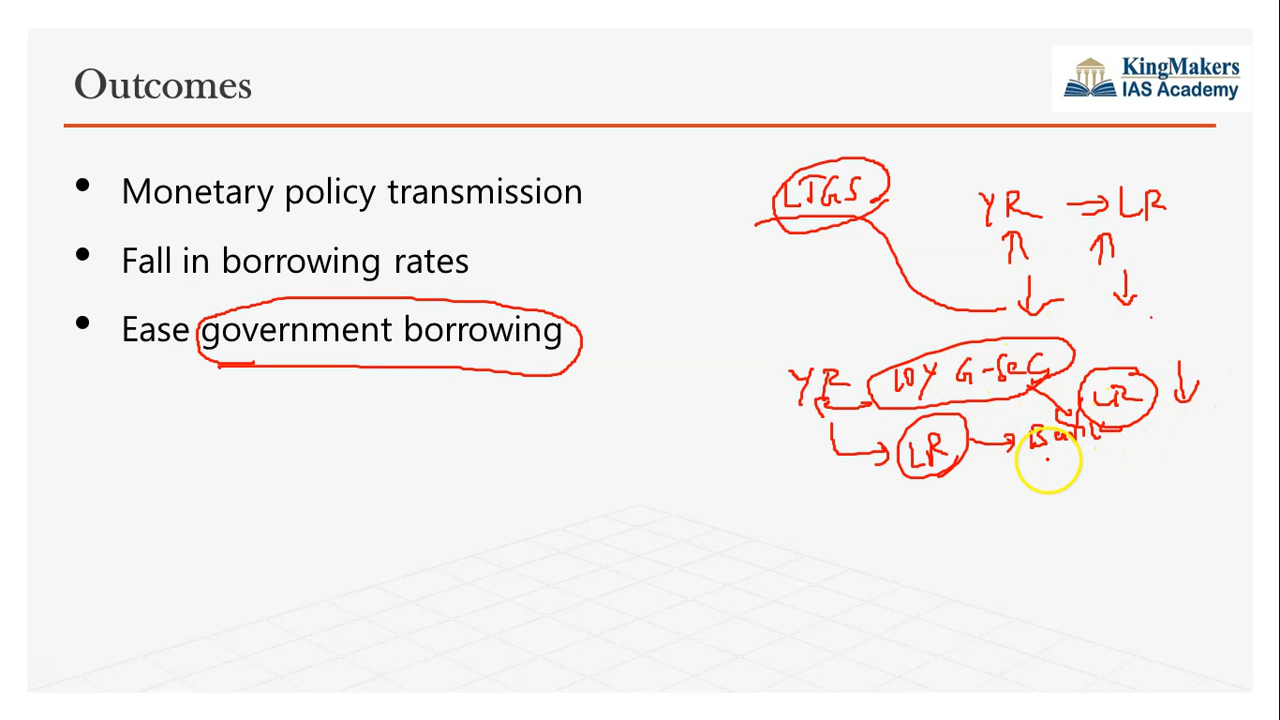 Outcomes
KingMakers
IAS Academy
• Monetary policy transmission
• Fall in borrowing rates
• Ease government borrowing
LTGS
YR → LR
YR 10Y G-Sec LR
LR → Bank